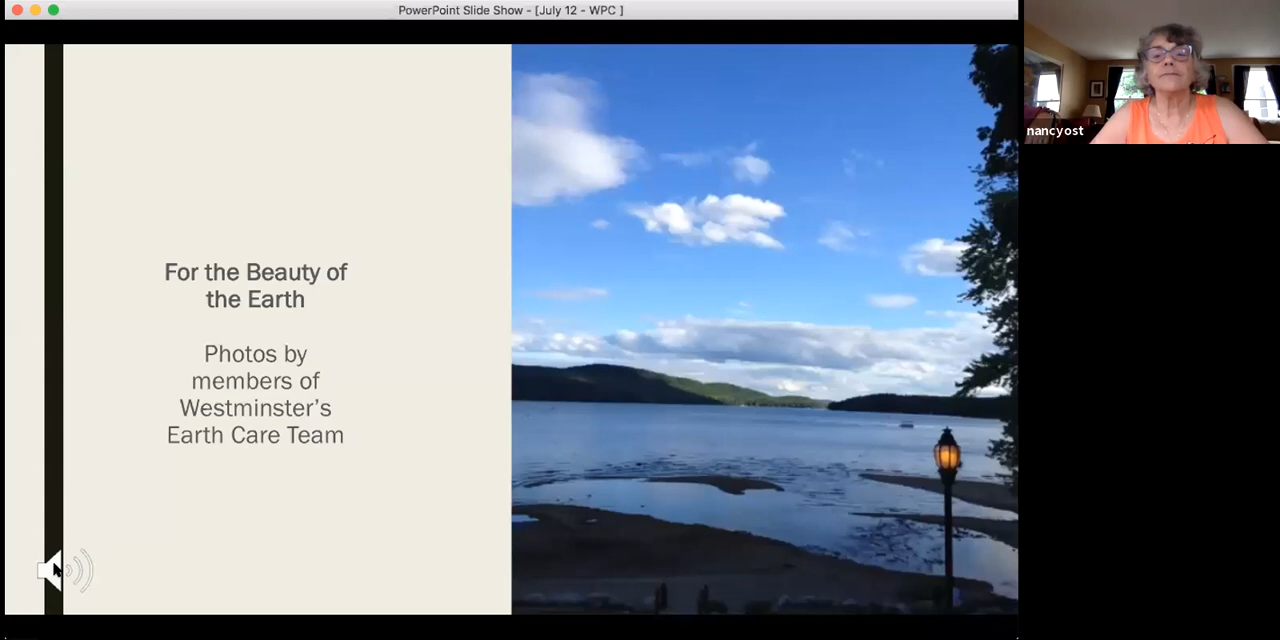 PowerPoint Slide Show - [July 12 - WPC ]
For the Beauty of
the Earth
Photos by
members of
Westminster's
Earth Care Team
nancyost